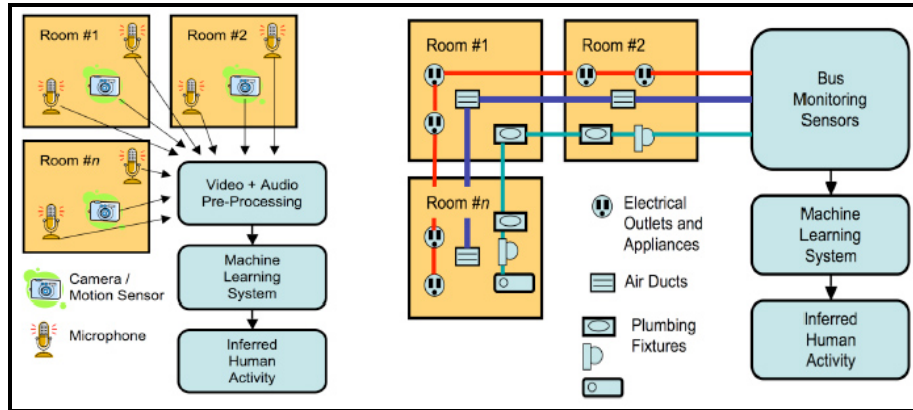 Room #1
Room #2
Room #n
Video + Audio
Pre-Processing
Machine
Learning
System
Inferred
Human
Activity
Camera /
Motion Sensor
Microphone
Room #1
Room #2
Room #n
Bus
Monitoring
Sensors
Machine
Learning
System
Inferred
Human
Activity
Electrical
Outlets and
Appliances
Air Ducts
Plumbing
Fixtures